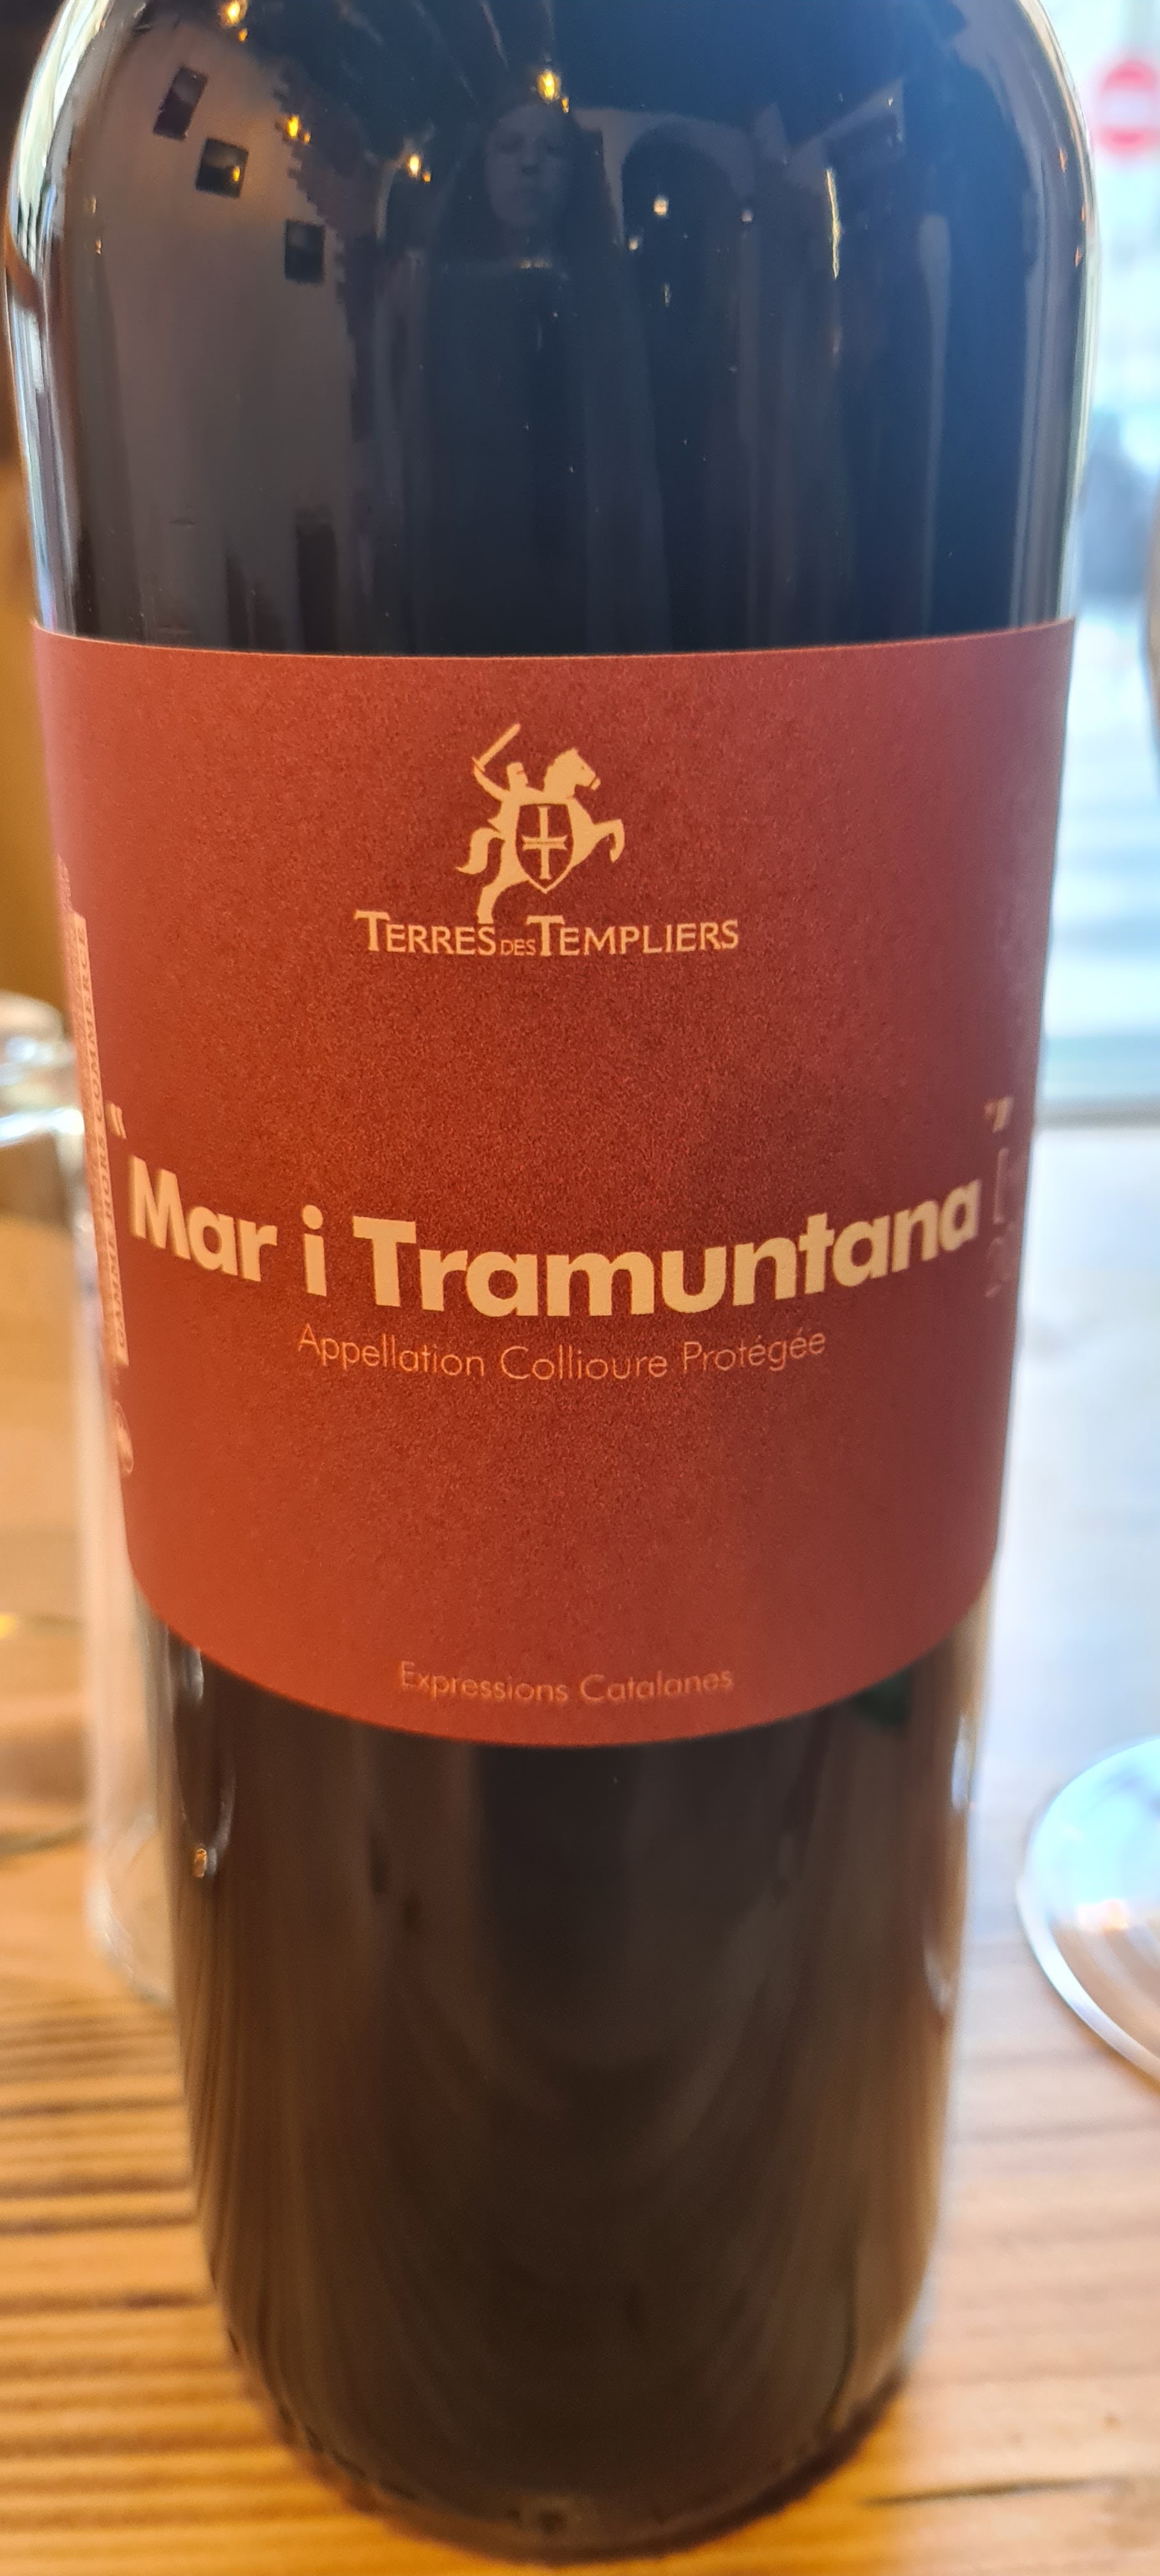 TERRES DES TEMPLIERS
"Mar i Tramuntana"
Appellation Collioure Protégée
Expressions Catalanes